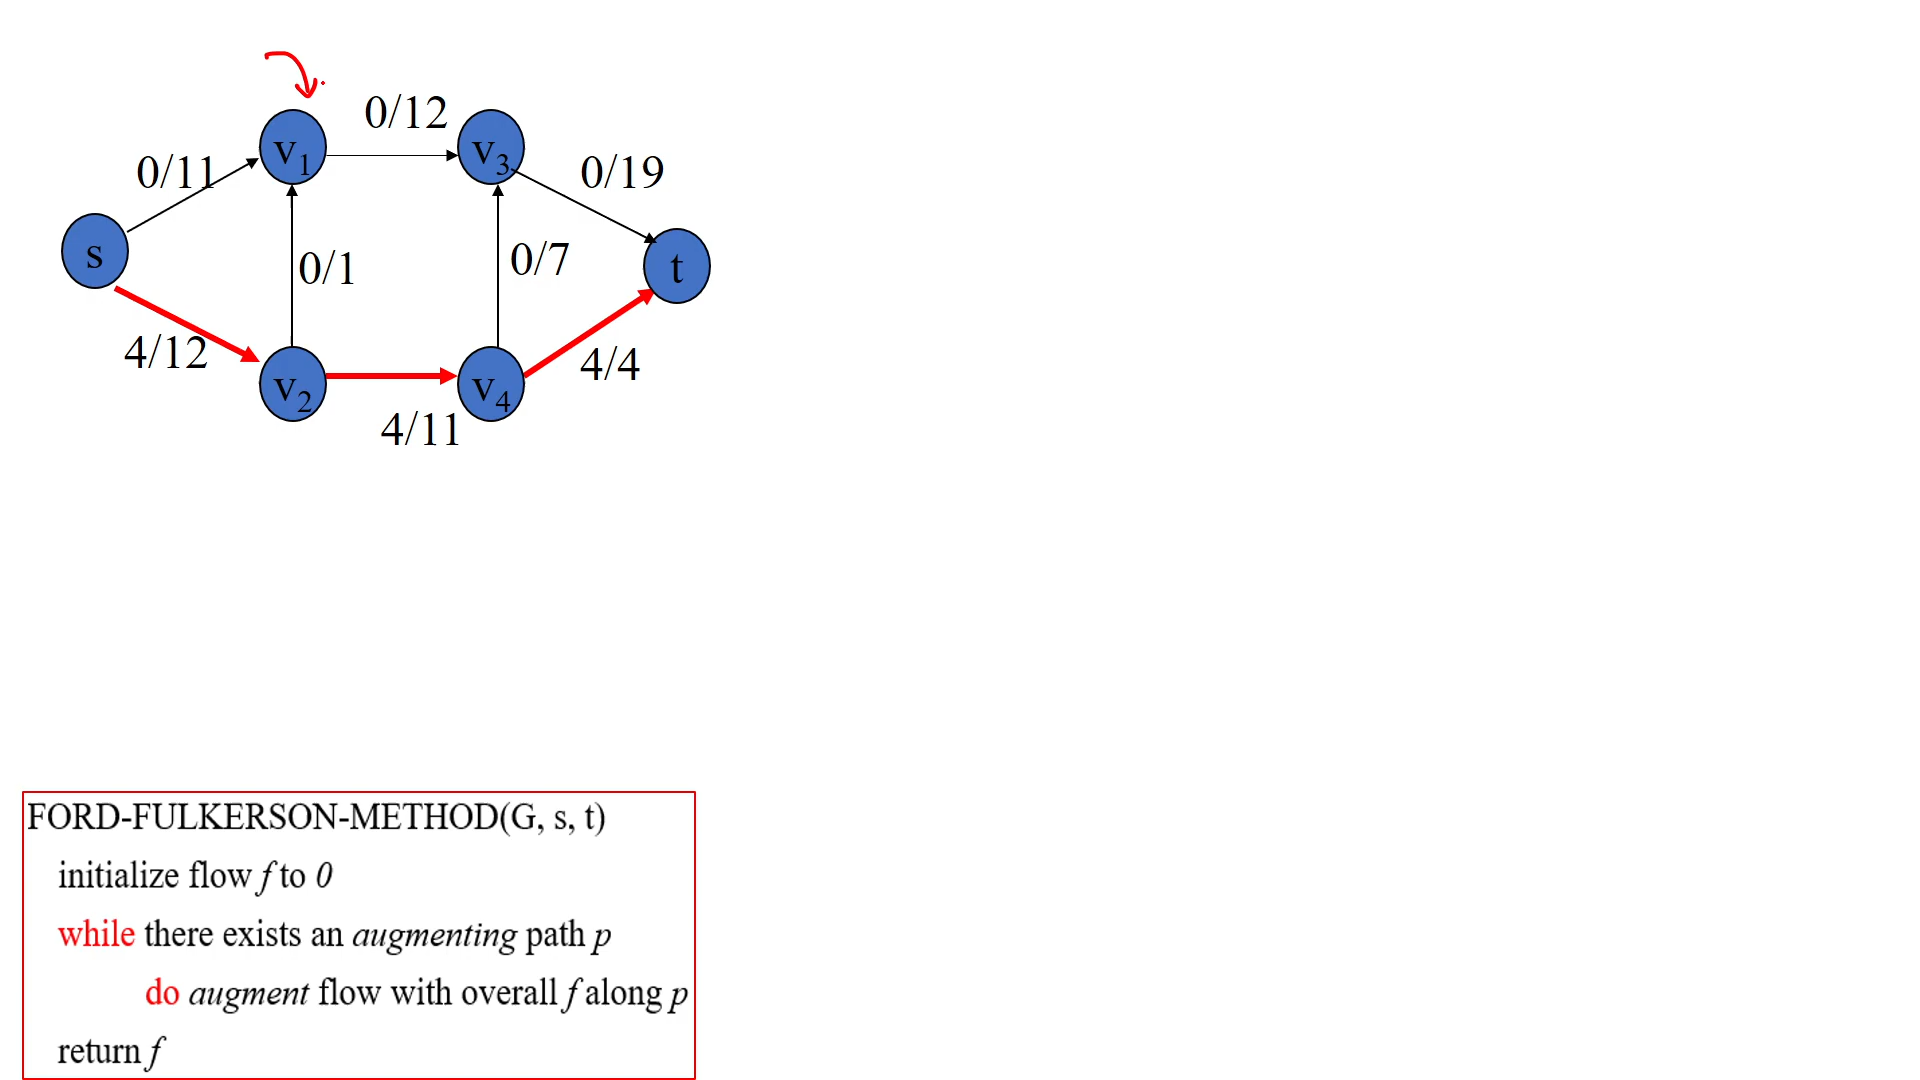 0/12
v1
v3
0/11
0/19
s
0/1
0/7
t
4/12
v2
v4
4/4
4/11
FORD-FULKERSON-METHOD(G, s, t)
initialize flow f to 0
while there exists an augmenting path p
do augment flow with overall f along p
return f